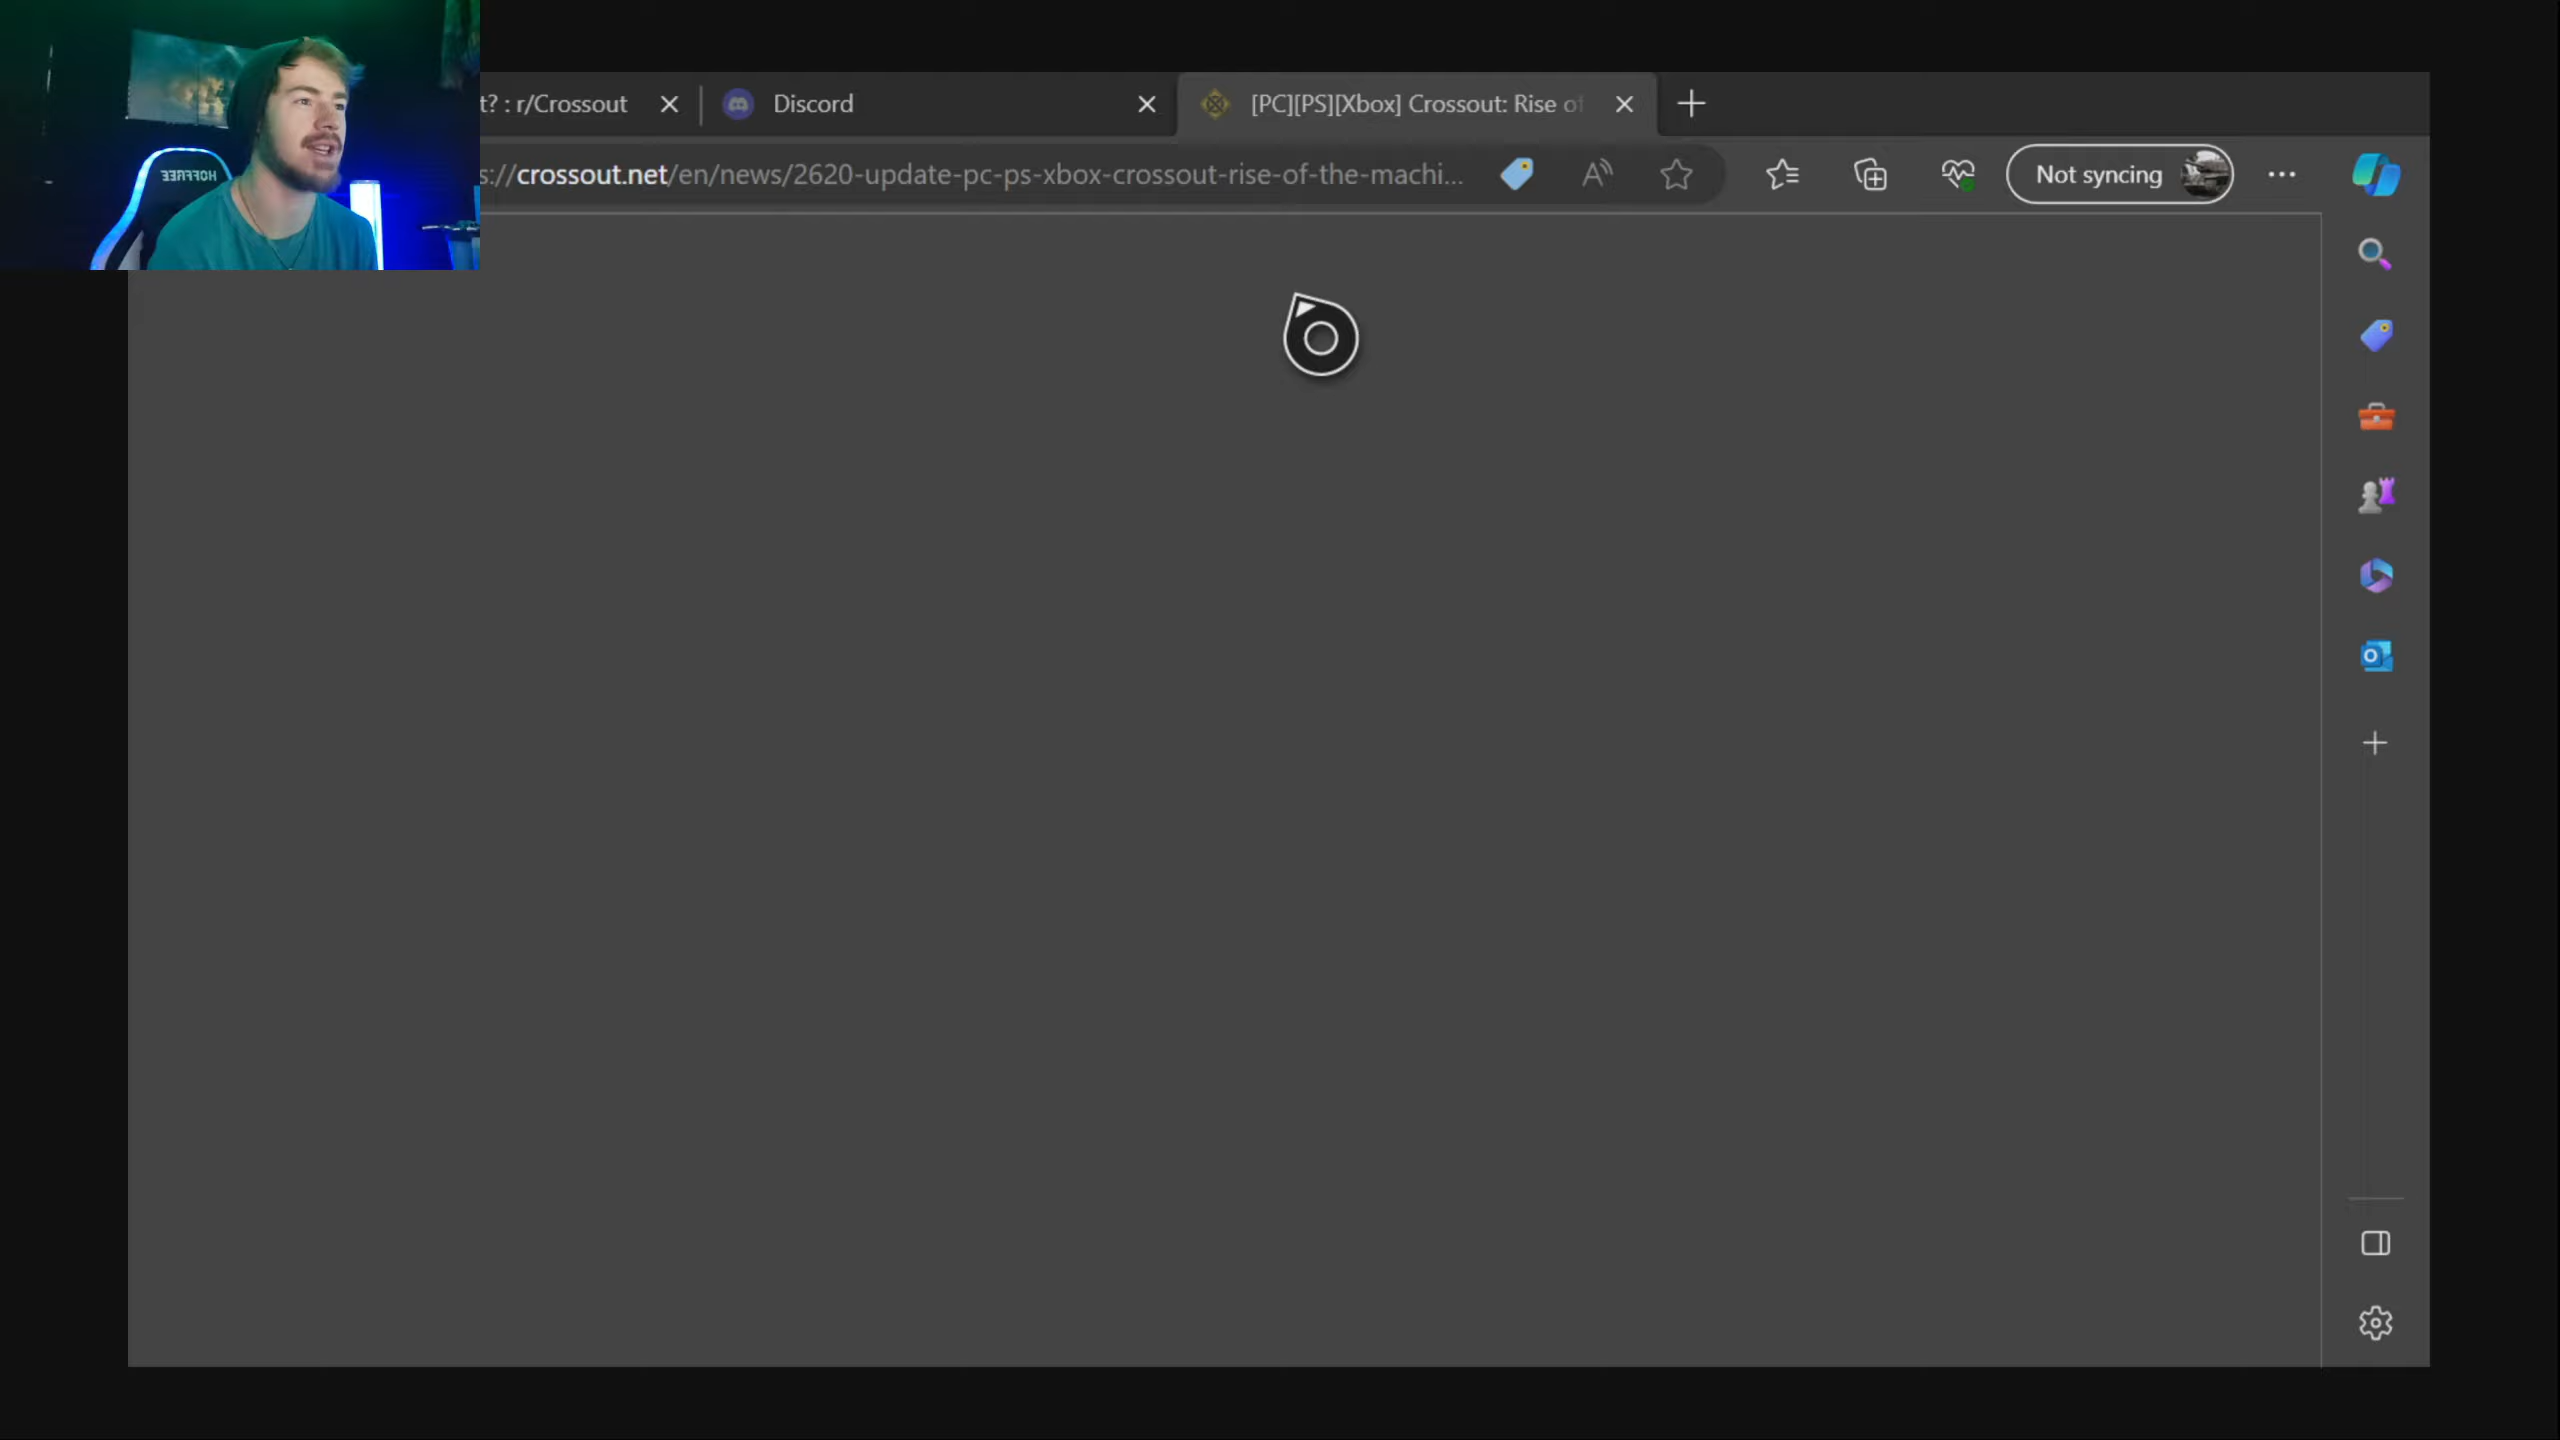 t? : r/Crossout
Discord
[PC][PS][Xbox] Crossout: Rise of
s://crossout.net/en/news/2620-update-pc-ps-xbox-crossout-rise-of-the-machi...
Not syncing
HOFFREE